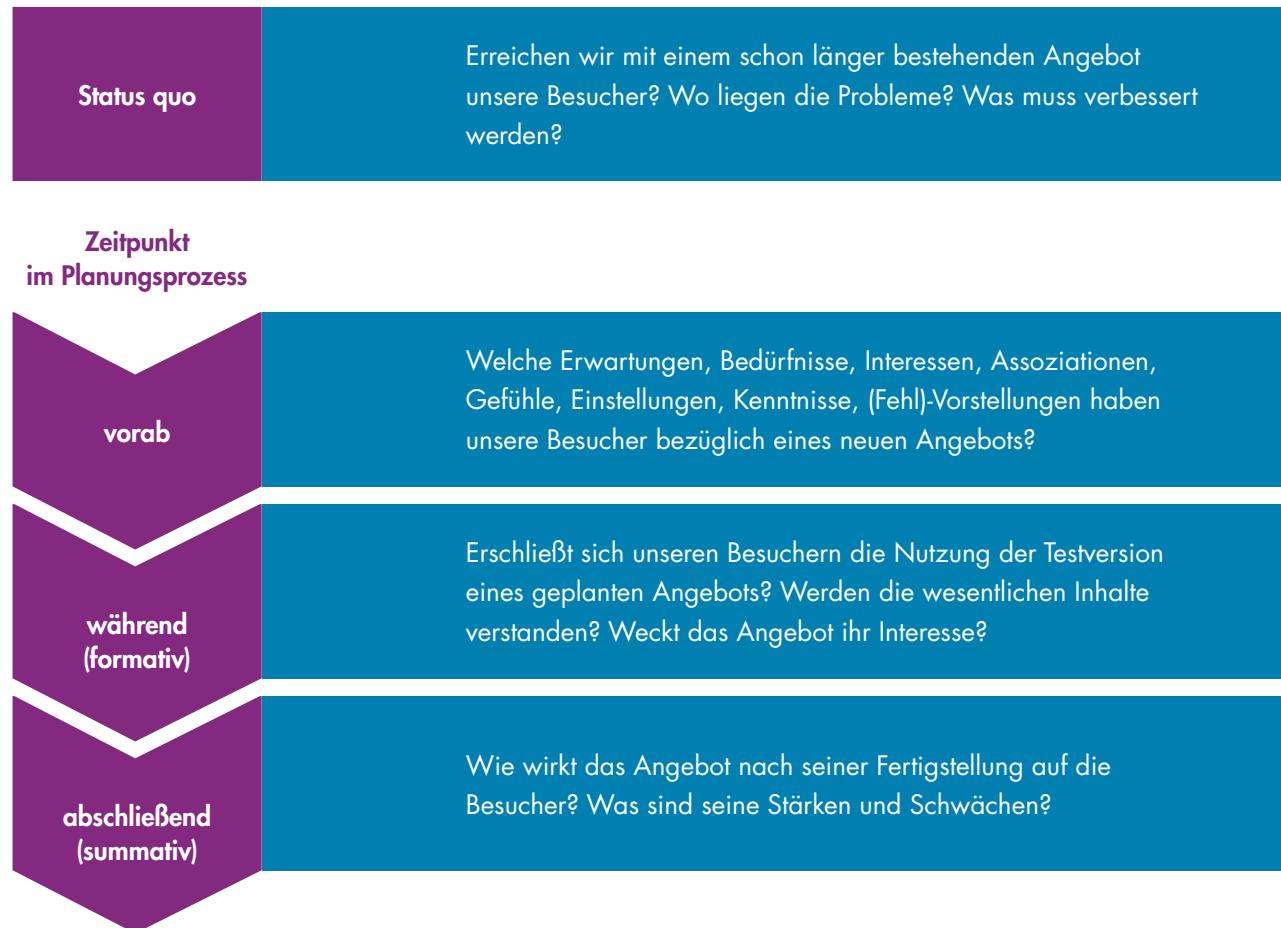 Status quo
Erreichen wir mit einem schon länger bestehenden Angebot
unsere Besucher? Wo liegen die Probleme? Was muss verbessert
werden?
Zeitpunkt
im Planungsprozess
vorab
Welche Erwartungen, Bedürfnisse, Interessen, Assoziationen,
Gefühle, Einstellungen, Kenntnisse, (Fehl)-Vorstellungen haben
unsere Besucher bezüglich eines neuen Angebots?
während
(formativ)
Erschließt sich unseren Besuchern die Nutzung der Testversion
eines geplanten Angebots? Werden die wesentlichen Inhalte
verstanden? Weckt das Angebot ihr Interesse?
abschließend
(summativ)
Wie wirkt das Angebot nach seiner Fertigstellung auf die
Besucher? Was sind seine Stärken und Schwächen?